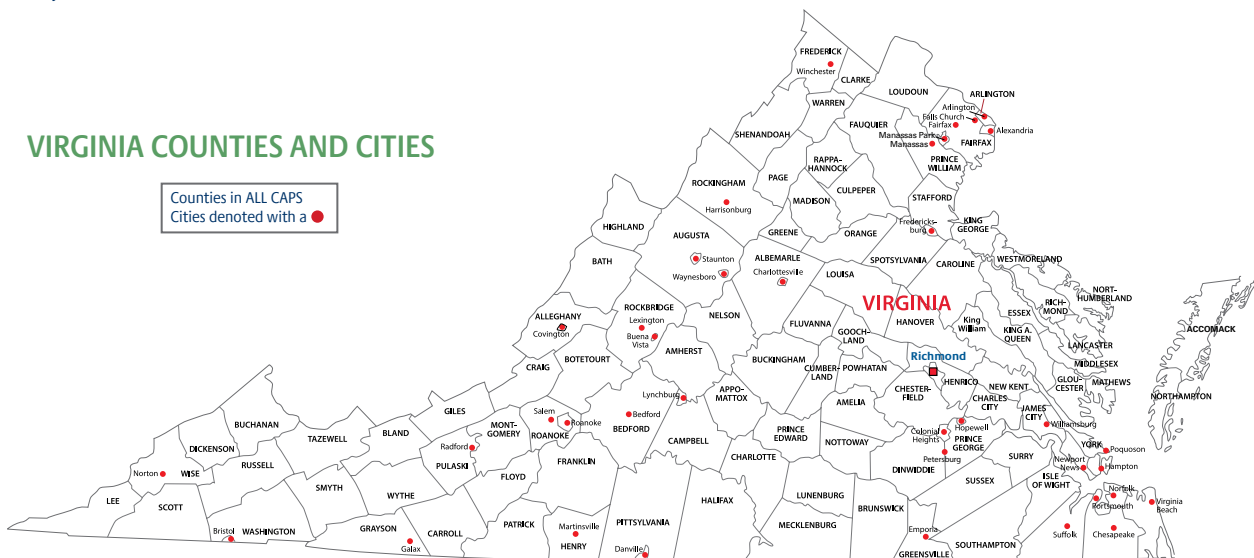 VIRGINIA COUNTIES AND CITIES
Counties in ALL CAPS
Cities denoted with a
FREDERICK
Winchester
CLARKE
LOUDOUN
WARREN
ARLINGTON
Arlington
Falls Church
Fairfax
Alexandria
FAUQUIER
Manassas Park
Manassas
FAIRFAX
SHENANDOAH
RAPPA-
HANNOCK
PRINCE
WILLIAM
PAGE
ROCKINGHAM
Harrisonburg
CULPEPER
MADISON
STAFFORD
HIGHLAND
AUGUSTA
GREENE
ORANGE
Fredericks-
burg
KING
GEORGE
BATH
Staunton
Waynesboro
ALBEMARLE
Charlottesville
LOUISA
SPOTSYLVANIA
CAROLINE
WESTMORELAND
VIRGINIA
NORT-
HUMBERLAND
RICH-
MOND
ESSEX
ALLEGHANY
Covington
ROCKBRIDGE
Lexington
Buena
Vista
NELSON
FLUVANNA
GOOCH-
LAND
HANOVER
King
William
KING A.
QUEEN
ACCOMACK
LANCASTER
MIDDLESEX
MATHEWS
GLOU-
CESTER
NORTHAMPTON
BOTETOURT
AMHERST
BUCKINGHAM
CUMBER-
LAND
POWHATAN
Richmond
HENRICO
NEW KENT
CRAIG
CHESTER-
FIELD
CHARLES
CITY
JAMES
CITY
Williamsburg
APPO-
MATTOX
AMELIA
Lynchburg
Bedford
BEDFORD
GILES
Salem
Roanoke
ROANOKE
MONT-
GOMERY
Radford
PULASKI
BUCHANAN
DICKENSON
TAZEWELL
BLAND
CAMPBELL
PRINCE
EDWARD
NOTTOWAY
Colonial
Heights
Hopewell
PRINCE
GEORGE
Petersburg
DINWIDDIE
SURRY
YORK
Poquoson
Newport
News
Hampton
Norton
WISE
RUSSELL
SMYTH
WYTHE
FLOYD
FRANKLIN
CHARLOTTE
LUNENBURG
SUSSEX
ISLE
OF WIGHT
LEE
SCOTT
Bristol
WASHINGTON
GRAYSON
Galax
CARROLL
PATRICK
Martinsville
HENRY
PITTSYLVANIA
Danville
HALIFAX
MECKLENBURG
BRUNSWICK
Emporia
GREENSVILLE
SOUTHAMPTON
Norfolk
Portsmouth
Virginia
Beach
Suffolk
Chesapeake